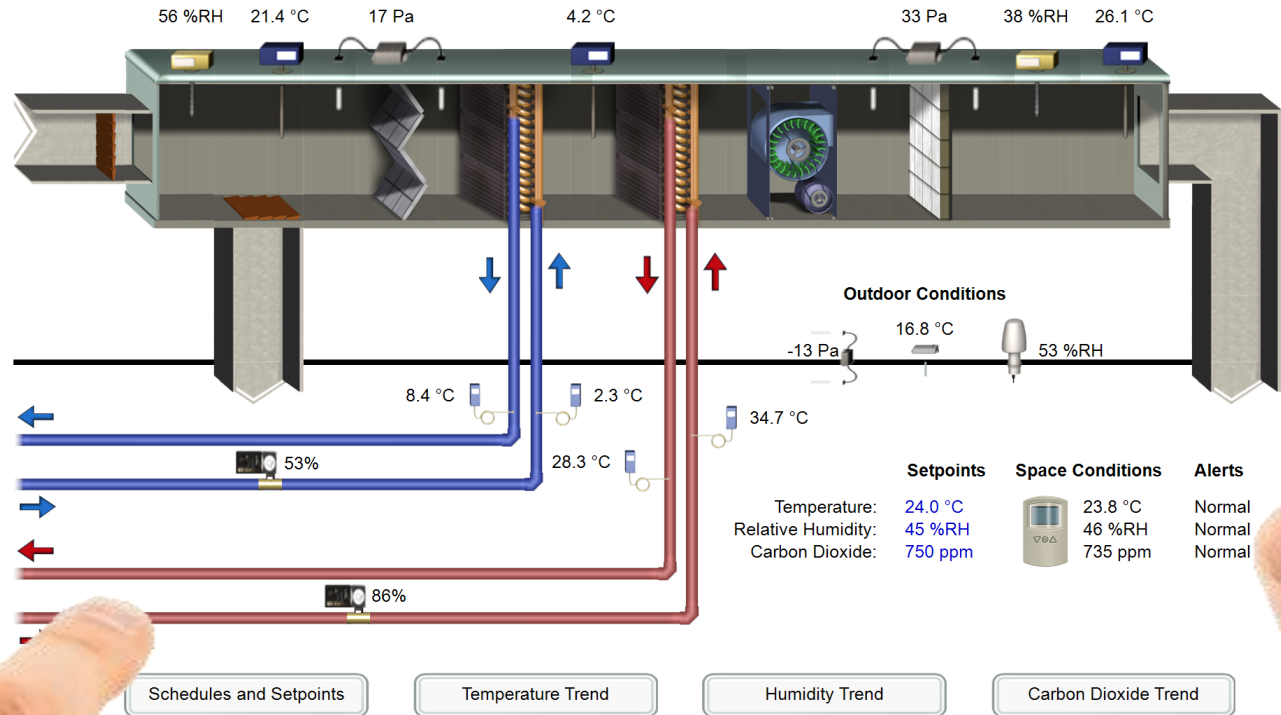 56 %RH 21.4 °C 17 Pa 4.2 °C 33 Pa 38 %RH 26.1 °C
Outdoor Conditions
16.8 °C
-13 Pa 53 %RH
8.4 °C 2.3 °C
34.7 °C
53% 28.3 °C
Setpoints Space Conditions Alerts
Temperature: 24.0 °C 23.8 °C Normal
Relative Humidity: 45 %RH 46 %RH Normal
Carbon Dioxide: 750 ppm 735 ppm Normal
86%
Schedules and Setpoints Temperature Trend Humidity Trend Carbon Dioxide Trend